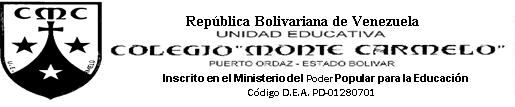 CMC
U.E.
MELO
República Bolivariana de Venezuela
UNIDAD EDUCATIVA
COLEGIO "MONTE CARMELO"
PUERTO ORDAZ - ESTADO BOLIVAR
Inscrito en el Ministerio del Poder Popular para la Educación
Código D.E.A. PD-01280701